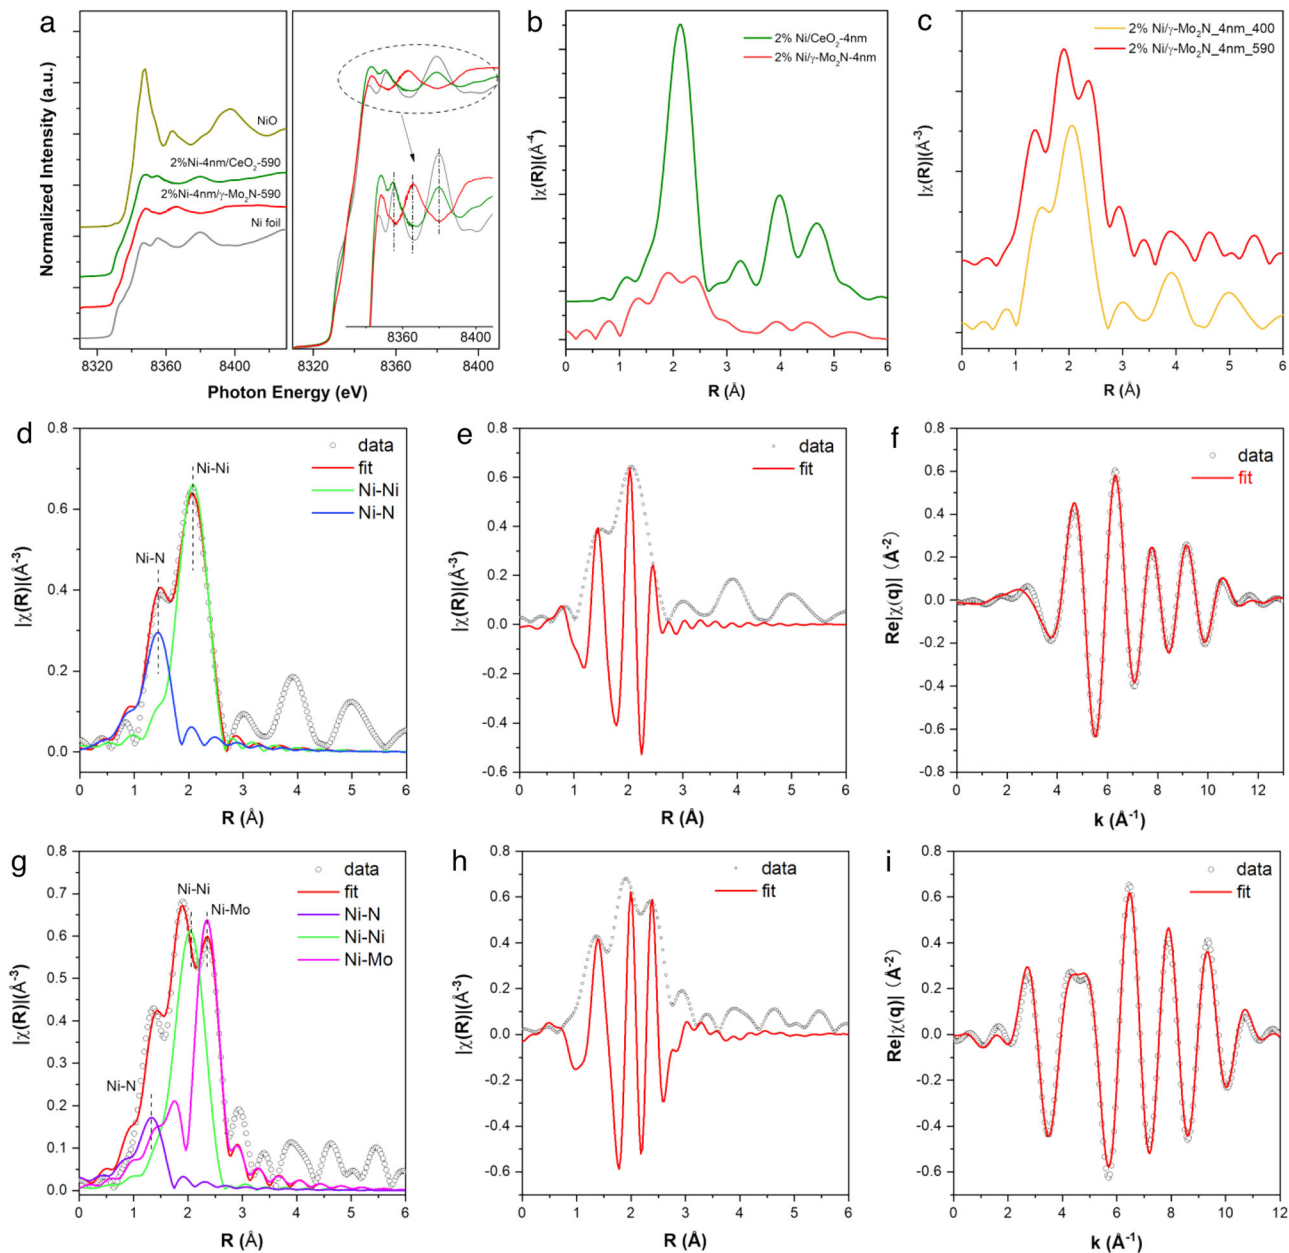 a
Normalized Intensity (a.u.)
NiO
2%Ni-4nm/CeO₂-590
2%Ni-4nm/γ-Mo₂N-590
Ni foil
8320 8360 8400
8360 8400
8320 8360 8400
Photon Energy (eV)
b
2% Ni/CeO₂-4nm
2% Ni/γ-Mo₂N-4nm
|χ(R)|(Å⁻⁴)
0 1 2 3 4 5 6
R (Å)
c
2% Ni/γ-Mo₂N_4nm_400
2% Ni/γ-Mo₂N_4nm_590
|χ(R)|(Å⁻³)
0 1 2 3 4 5 6
R (Å)
d
0.8
0.6
0.4
0.2
0.0
|χ(R)|(Å⁻³)
Ni-Ni
Ni-N
data
fit
Ni-Ni
Ni-N
0 1 2 3 4 5 6
R (Å)
e
0.8
0.6
0.4
0.2
0.0
-0.2
-0.4
-0.6
|χ(R)|(Å⁻³)
data
fit
0 1 2 3 4 5 6
R (Å)
f
0.8
0.6
0.4
0.2
0.0
-0.2
-0.4
-0.6
-0.8
Re|χ(q)| (Å⁻²)
data
fit
0 2 4 6 8 10 12
k (Å⁻¹)
g
0.8
0.7
0.6
0.5
0.4
0.3
0.2
0.1
0.0
|χ(R)|(Å⁻³)
Ni-Ni
Ni-Mo
Ni-N
data
fit
Ni-N
Ni-Ni
Ni-Mo
0 1 2 3 4 5 6
R (Å)
h
0.8
0.6
0.4
0.2
0.0
-0.2
-0.4
-0.6
|χ(R)|(Å⁻³)
data
fit
0 1 2 3 4 5 6
R (Å)
i
0.8
0.6
0.4
0.2
0.0
-0.2
-0.4
-0.6
Re|χ(q)| (Å⁻²)
data
fit
0 2 4 6 8 10 12
k (Å⁻¹)